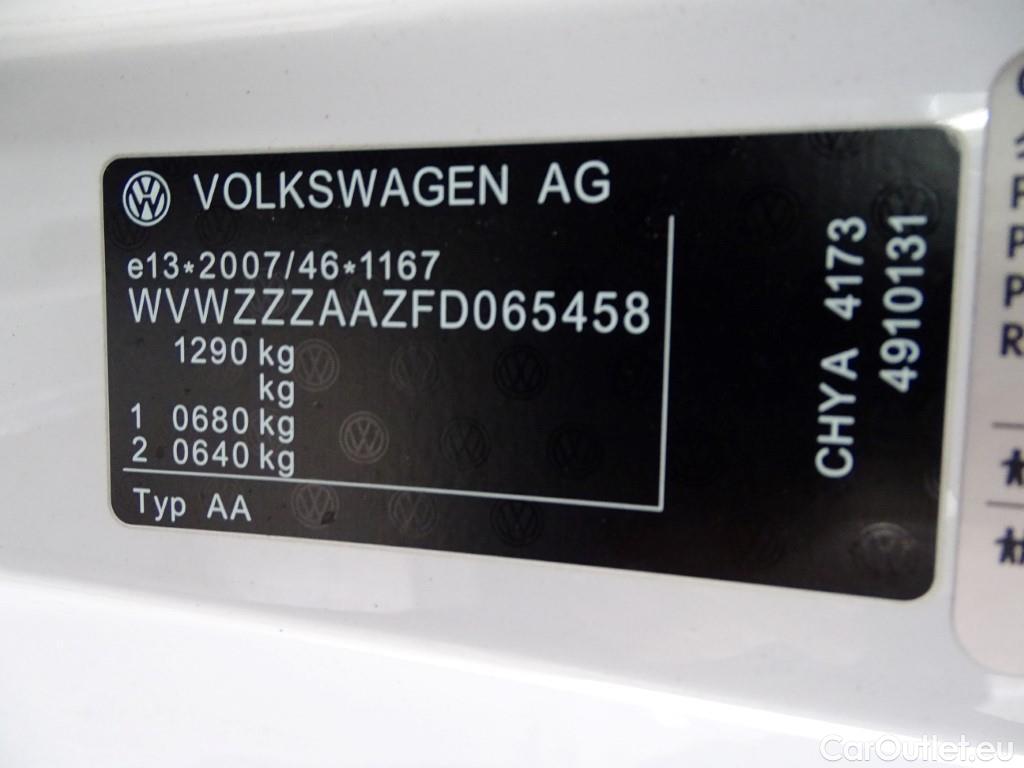 VOLKSWAGEN AG
e13*2007/46*1167
WVWZZZAAZFD065458
1290 kg
kg
1 0680 kg
2 0640 kg
Typ AA
CHYA 4173
4910131
P
P
R
*
**
CarOutlet.eu